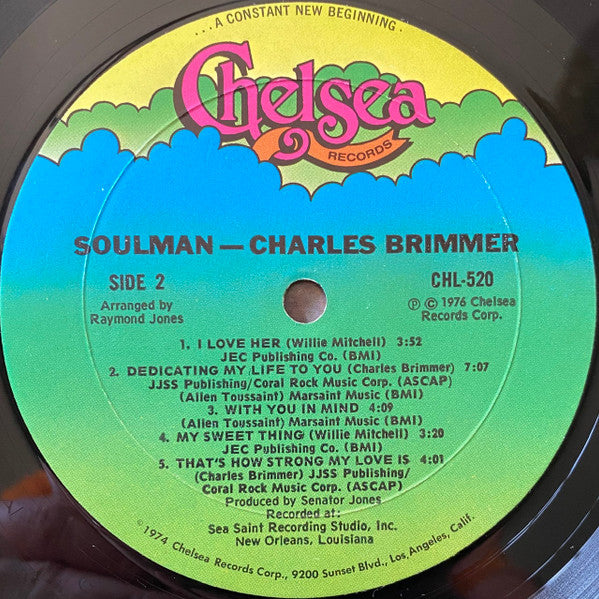 ...A CONSTANT NEW BEGINNING...
Chelsea
RECORDS
SOULMAN — CHARLES BRIMMER
SIDE 2
CHL-520
Arranged by
Raymond Jones
℗ © 1976 Chelsea
Records Corp.
1. I LOVE HER (Willie Mitchell) 3:52
JEC Publishing Co. (BMI)
2. DEDICATING MY LIFE TO YOU (Charles Brimmer) 7:07
JJSS Publishing/Coral Rock Music Corp. (ASCAP)
(Allen Toussaint) Marsaint Music (BMI)
3. WITH YOU IN MIND 4:09
(Allen Toussaint) Marsaint Music (BMI)
4. MY SWEET THING (Willie Mitchell) 3:20
JEC Publishing Co. (BMI)
5. THAT'S HOW STRONG MY LOVE IS 4:01
(Charles Brimmer) JJSS Publishing/
Coral Rock Music Corp. (ASCAP)
Produced by Senator Jones
Recorded at:
Sea Saint Recording Studio, Inc.
New Orleans, Louisiana
©1974 Chelsea Records Corp., 9200 Sunset Blvd., Los Angeles, Calif.